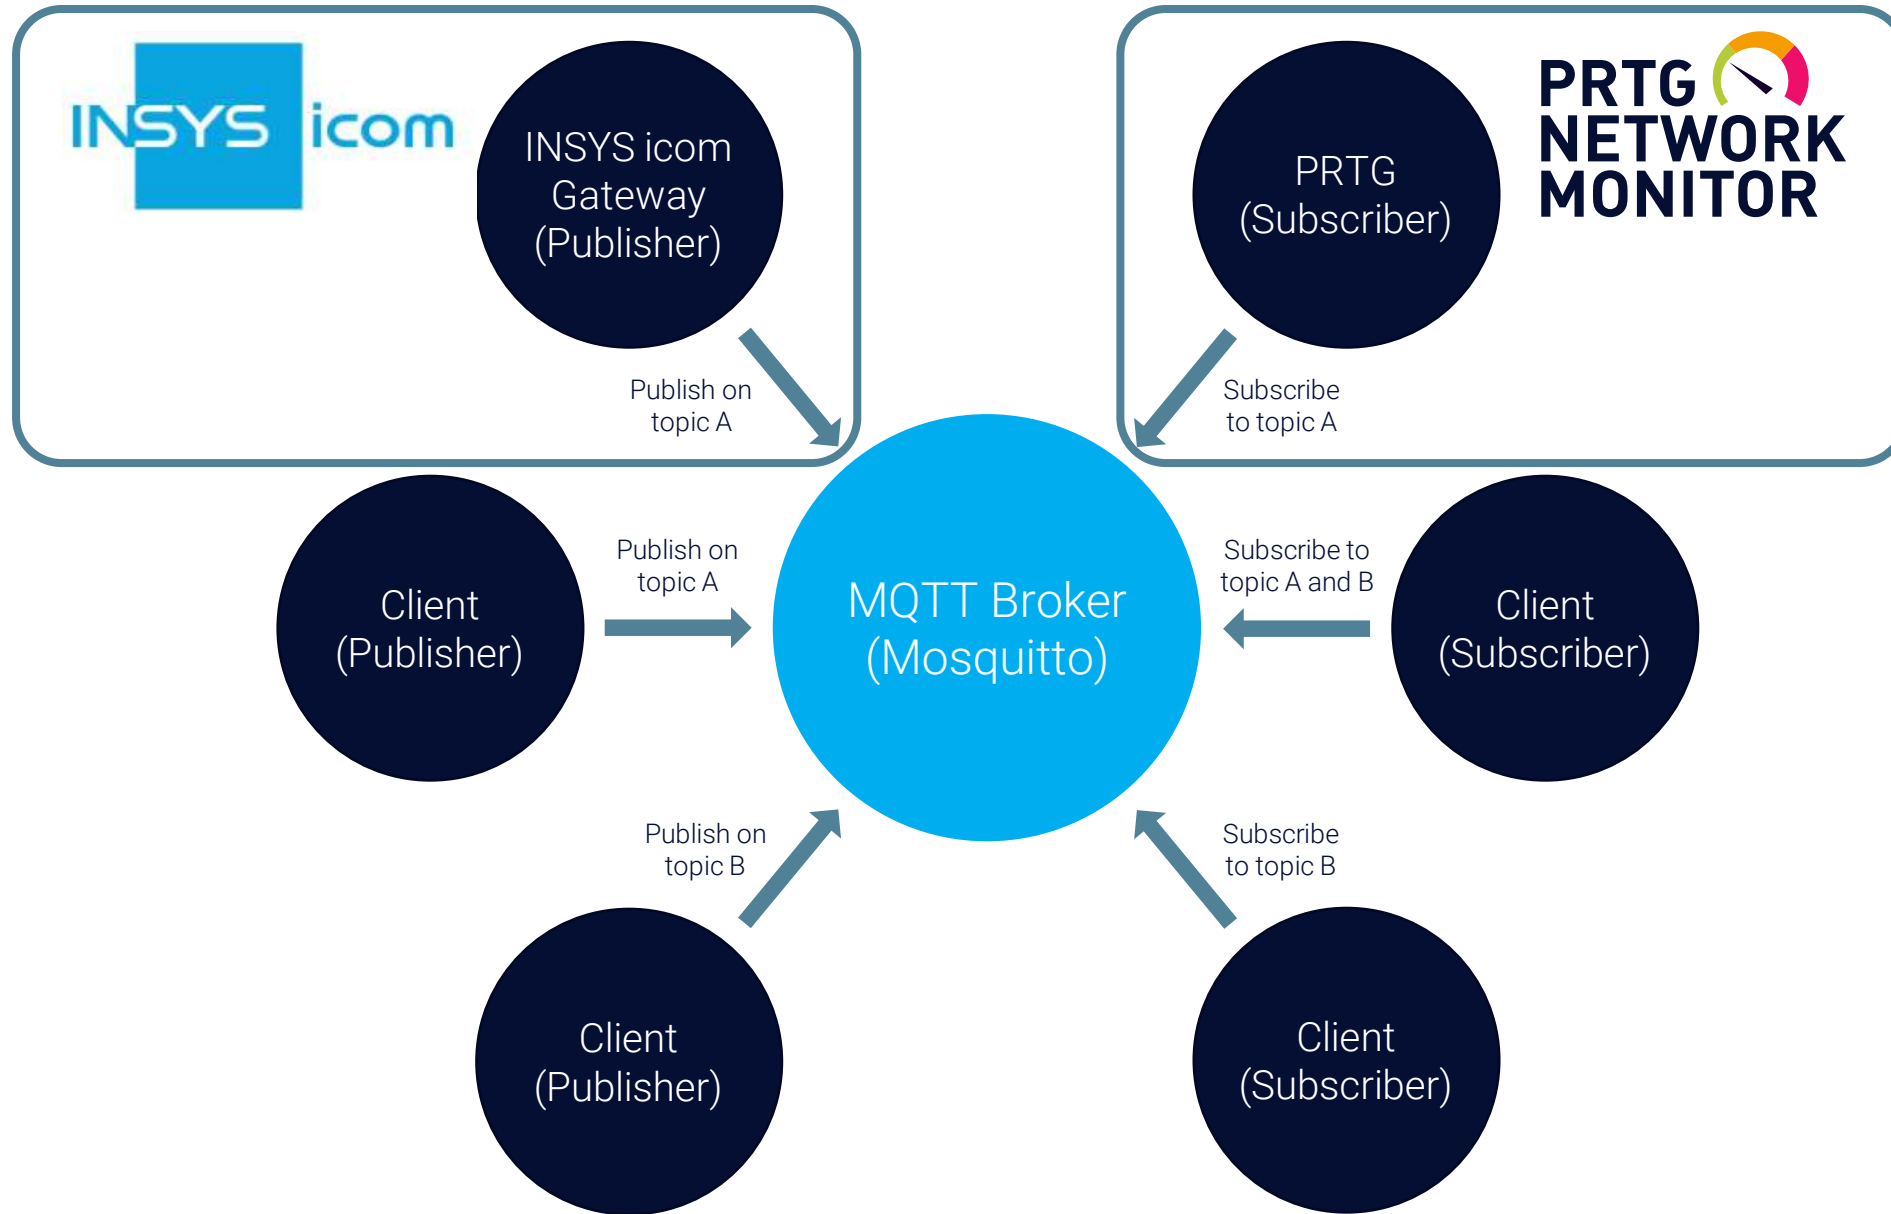 INSYS icom
INSYS icom
Gateway
(Publisher)
PRTG
(Subscriber)
PRTG
NETWORK
MONITOR
Publish on
topic A
Subscribe
to topic A
Client
(Publisher)
Publish on
topic A
MQTT Broker
(Mosquitto)
Subscribe to
topic A and B
Client
(Subscriber)
Publish on
topic B
Subscribe
to topic B
Client
(Publisher)
Client
(Subscriber)